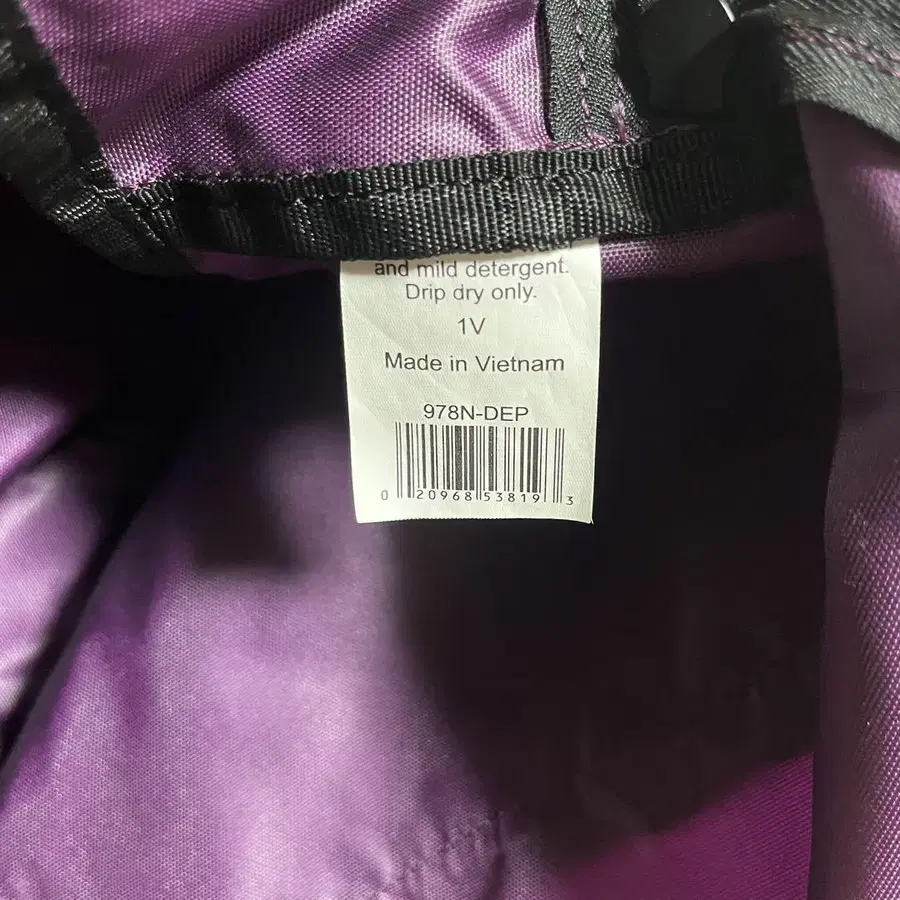 and mild detergent.
Drip dry only.
1V
Made in Vietnam
978N-DEP
0 20968 53819 3